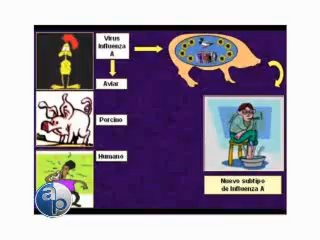 Virus
Influenza
A
Aviar
Porcino
Humano
Nuevo subtipo
de Influenza A
ap